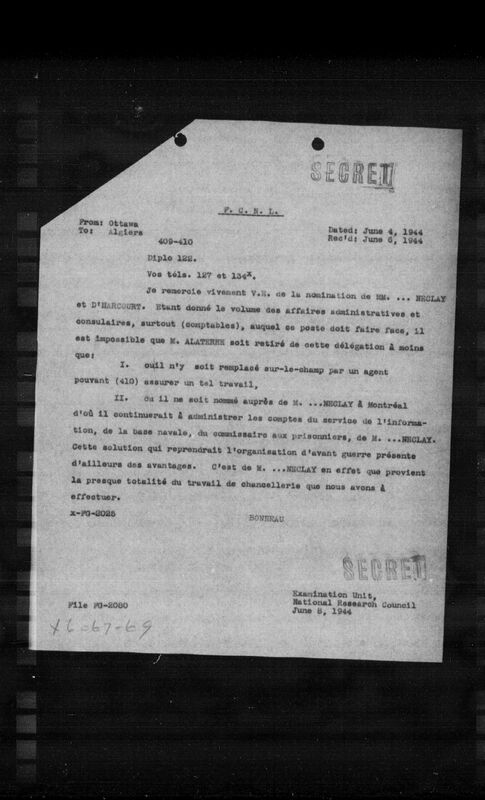 SECRET
F. C. N. L.
From: Ottawa
To: Algiers
Dated: June 4, 1944
Rec'd: June 6, 1944
409-410
Diplo 122.
Vos téls. 127 et 134x.
Je remercie vivement V.E. de la nomination de MM. ... NECLAY
et D'HARCOURT. Etant donné le volume des affaires administratives et
consulaires, surtout (comptables), auquel ce poste doit faire face, il
est impossible que M. ALATERRE soit retiré de cette délégation à moins
que:
I. ouil n'y soit remplacé sur-le-champ par un agent
pouvant (410) assurer un tel travail,
II. ou il ne soit nommé auprès de M. ...NECLAY à Montréal
d'où il continuerait à administrer les comptes du service de l'informa-
tion, de la base navale, du commissaire aux prisonniers, de M. ...NECLAY.
Cette solution qui reprendrait l'organisation d'avant guerre présente
d'ailleurs des avantages. C'est de M. ...NECLAY en effet que provient
la presque totalité du travail de chancellerie que nous avons à
effectuer.
x-FG-2025
BONNEAU
SECRET
Examination Unit,
National Research Council
June 8, 1944
File FG-2080